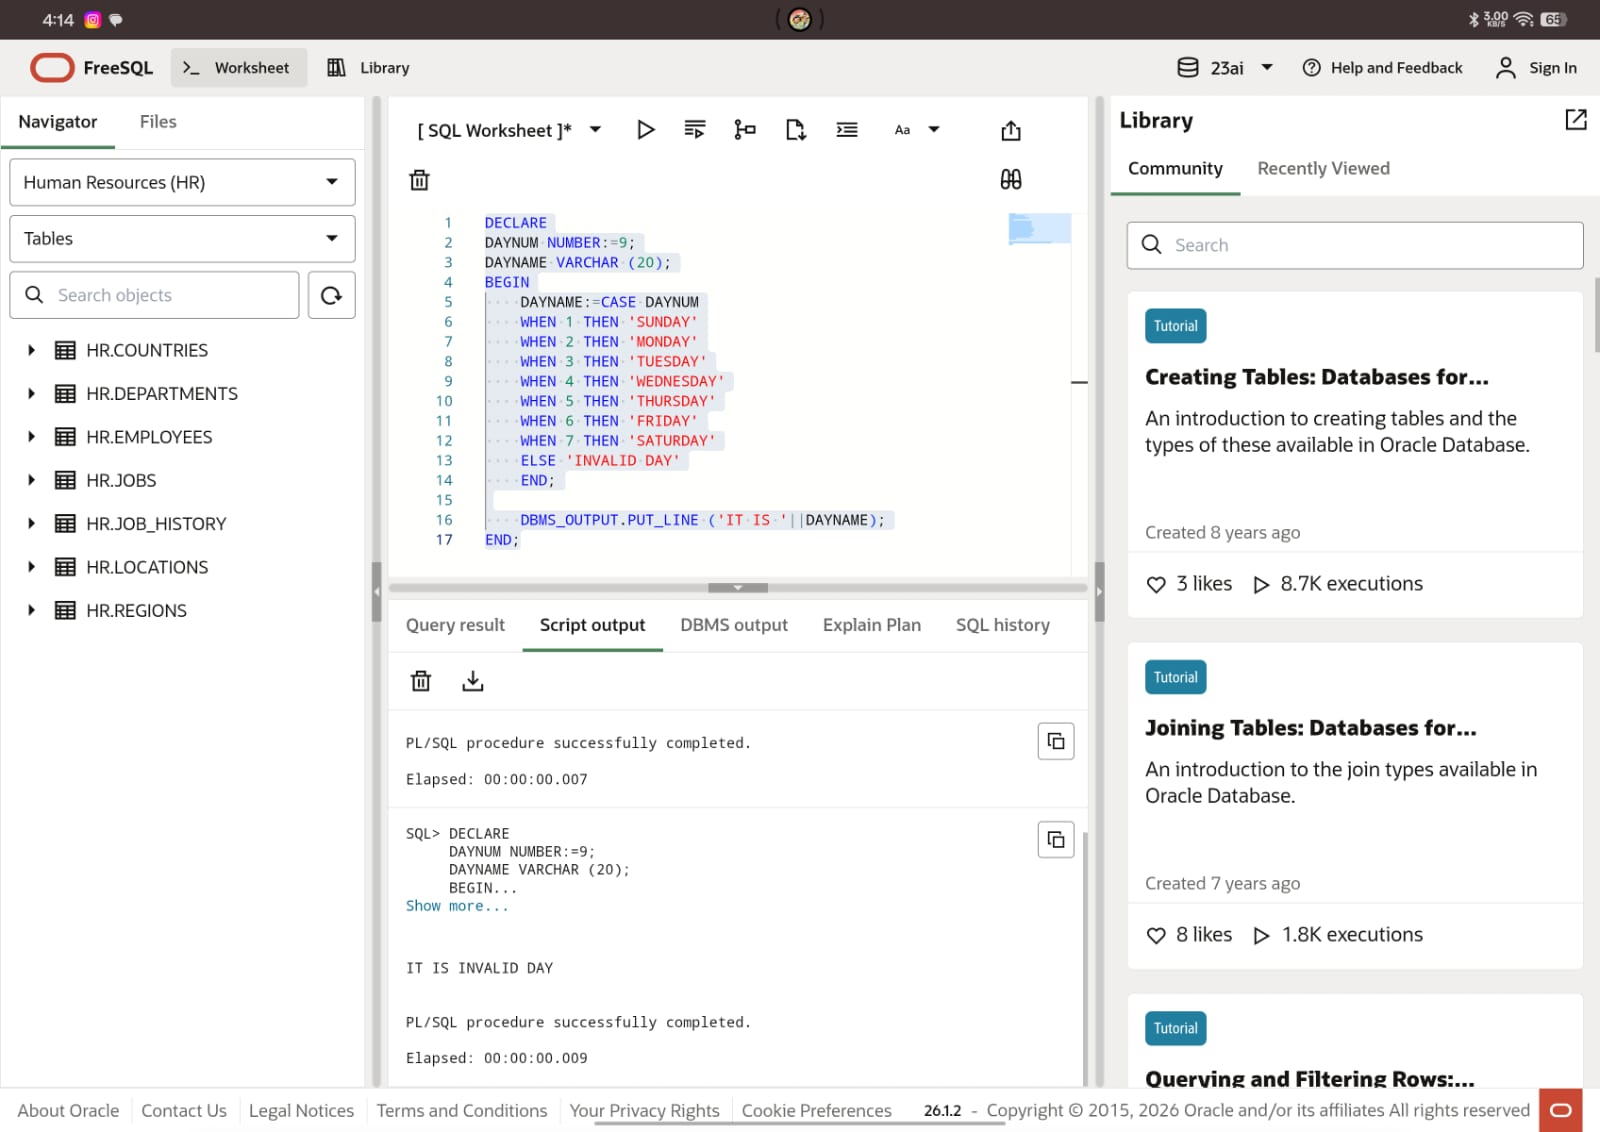 4:14
3.00 KB/S
65
FreeSQL
Worksheet
Library
23ai
Help and Feedback
Sign In
Navigator
Files
Human Resources (HR)
Tables
Search objects
HR.COUNTRIES
HR.DEPARTMENTS
HR.EMPLOYEES
HR.JOBS
HR.JOB_HISTORY
HR.LOCATIONS
HR.REGIONS
[ SQL Worksheet ]*
Aa
1 DECLARE
2 DAYNUM NUMBER:=9;
3 DAYNAME VARCHAR (20);
4 BEGIN
5 DAYNAME:=CASE DAYNUM
6 WHEN 1 THEN 'SUNDAY'
7 WHEN 2 THEN 'MONDAY'
8 WHEN 3 THEN 'TUESDAY'
9 WHEN 4 THEN 'WEDNESDAY'
10 WHEN 5 THEN 'THURSDAY'
11 WHEN 6 THEN 'FRIDAY'
12 WHEN 7 THEN 'SATURDAY'
13 ELSE 'INVALID DAY'
14 END;
15
16 DBMS_OUTPUT.PUT_LINE ('IT IS '||DAYNAME);
17 END;
Query result
Script output
DBMS output
Explain Plan
SQL history
PL/SQL procedure successfully completed.
Elapsed: 00:00:00.007
SQL> DECLARE
DAYNUM NUMBER:=9;
DAYNAME VARCHAR (20);
BEGIN...
Show more...
IT IS INVALID DAY
PL/SQL procedure successfully completed.
Elapsed: 00:00:00.009
Library
Community
Recently Viewed
Search
Tutorial
Creating Tables: Databases for...
An introduction to creating tables and the
types of these available in Oracle Database.
Created 8 years ago
3 likes
8.7K executions
Tutorial
Joining Tables: Databases for...
An introduction to the join types available in
Oracle Database.
Created 7 years ago
8 likes
1.8K executions
Tutorial
Querying and Filtering Rows:...
About Oracle
Contact Us
Legal Notices
Terms and Conditions
Your Privacy Rights
Cookie Preferences
26.1.2 - Copyright © 2015, 2026 Oracle and/or its affiliates All rights reserved